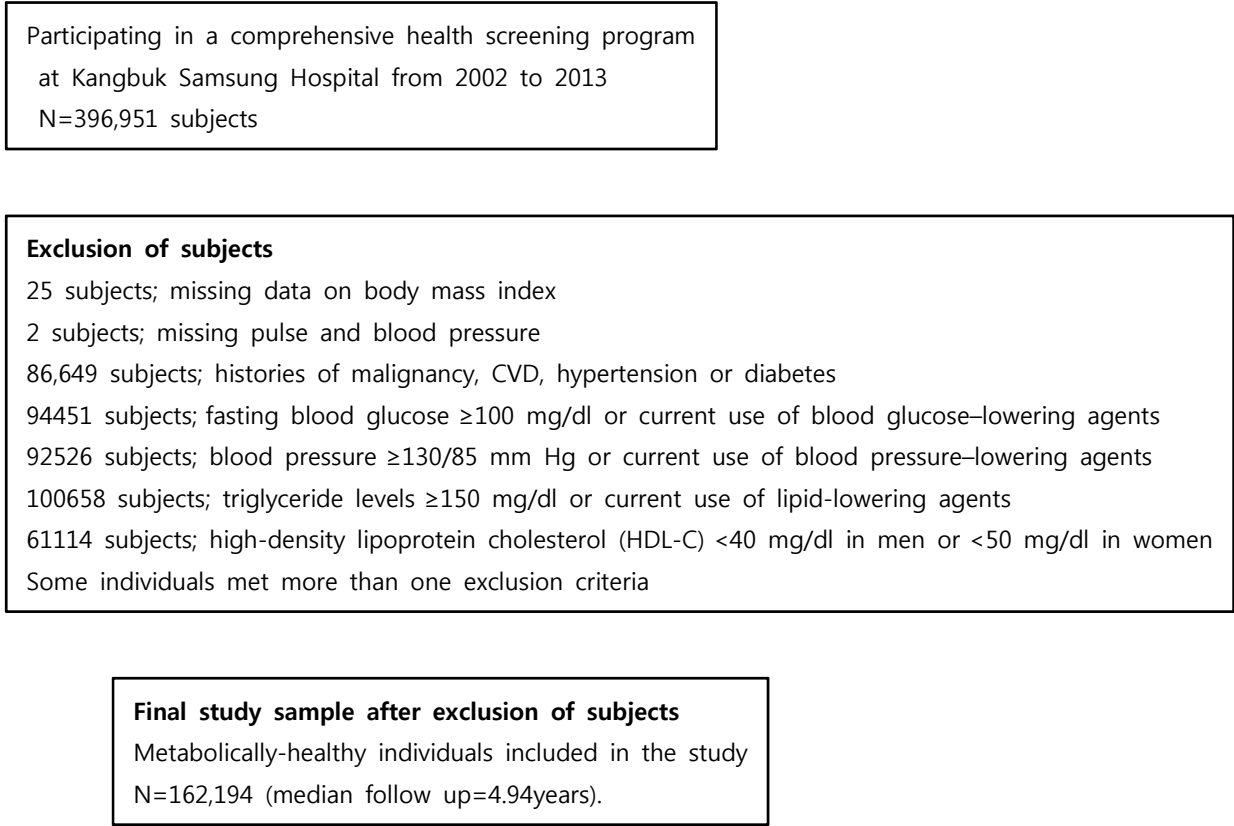 Participating in a comprehensive health screening program
at Kangbuk Samsung Hospital from 2002 to 2013
N=396,951 subjects
Exclusion of subjects
25 subjects; missing data on body mass index
2 subjects; missing pulse and blood pressure
86,649 subjects; histories of malignancy, CVD, hypertension or diabetes
94451 subjects; fasting blood glucose ≥100 mg/dl or current use of blood glucose–lowering agents
92526 subjects; blood pressure ≥130/85 mm Hg or current use of blood pressure–lowering agents
100658 subjects; triglyceride levels ≥150 mg/dl or current use of lipid-lowering agents
61114 subjects; high-density lipoprotein cholesterol (HDL-C) <40 mg/dl in men or <50 mg/dl in women
Some individuals met more than one exclusion criteria
Final study sample after exclusion of subjects
Metabolically-healthy individuals included in the study
N=162,194 (median follow up=4.94years).